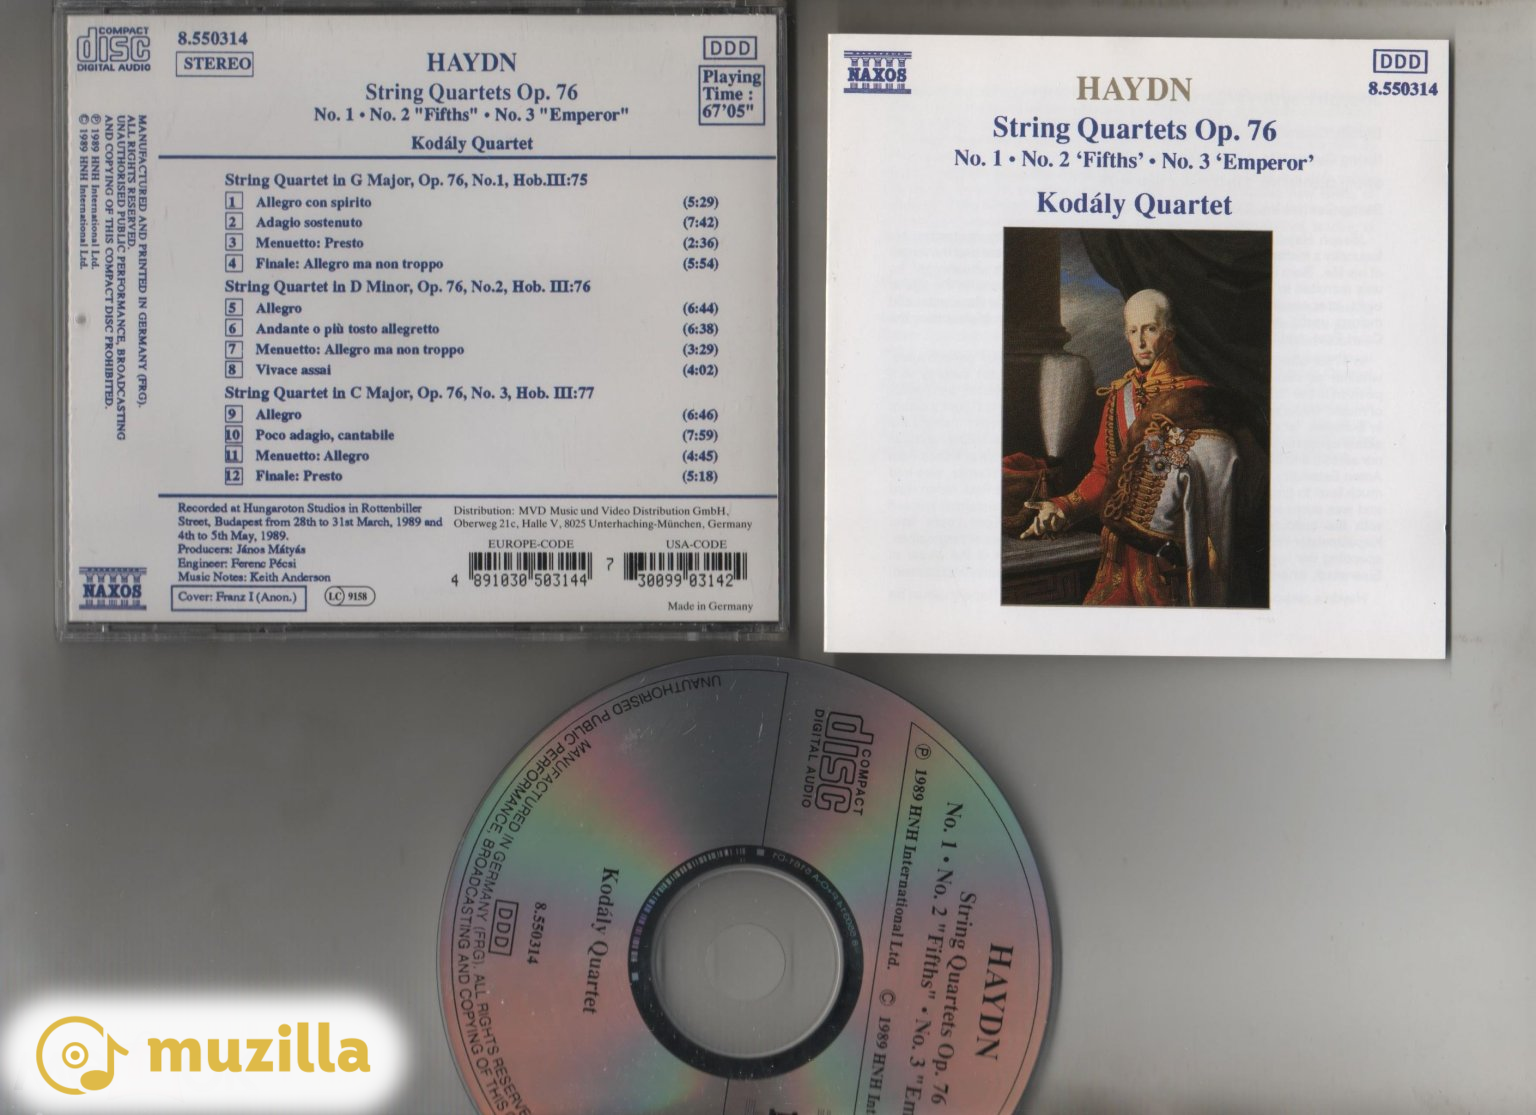 COMPACT
disc
DIGITAL AUDIO
8.550314
STEREO
HAYDN
String Quartets Op. 76
No. 1 • No. 2 "Fifths" • No. 3 "Emperor"
Kodály Quartet
DDD
Playing
Time :
67'05"
MANUFACTURED AND PRINTED IN GERMANY (FRG).
ALL RIGHTS RESERVED.
UNAUTHORISED PUBLIC PERFORMANCE, BROADCASTING
AND COPYING OF THIS COMPACT DISC PROHIBITED.
℗ 1989 HNH International Ltd.
© 1989 HNH International Ltd.
String Quartet in G Major, Op. 76, No.1, Hob.III:75
1 Allegro con spirito (5:29)
2 Adagio sostenuto (7:42)
3 Menuetto: Presto (2:36)
4 Finale: Allegro ma non troppo (5:54)
String Quartet in D Minor, Op. 76, No.2, Hob. III:76
5 Allegro (6:44)
6 Andante o più tosto allegretto (6:38)
7 Menuetto: Allegro ma non troppo (3:29)
8 Vivace assai (4:02)
String Quartet in C Major, Op. 76, No. 3, Hob. III:77
9 Allegro (6:46)
10 Poco adagio, cantabile (7:59)
11 Menuetto: Allegro (4:45)
12 Finale: Presto (5:18)
Recorded at Hungaroton Studios in Rottenbiller
Street, Budapest from 28th to 31st March, 1989 and
4th to 5th May, 1989.
Producers: János Mátyás
Engineer: Ferenc Pécsi
Music Notes: Keith Anderson
Cover: Franz I (Anon.)
LC 9158
Distribution: MVD Music und Video Distribution GmbH,
Oberweg 21c, Halle V, 8025 Unterhaching-München, Germany
EUROPE-CODE
4 891030 503144
USA-CODE
7 30099 03142
Made in Germany
NAXOS
NAXOS
DDD
8.550314
HAYDN
String Quartets Op. 76
No. 1 • No. 2 ‘Fifths’ • No. 3 ‘Emperor’
Kodály Quartet
UNAUTHORISED PUBLIC PERFORMANCE, BROADCASTING AND COPYING OF THIS
MANUFACTURED IN GERMANY (FRG). ALL RIGHTS RESERVE
COMPACT
disc
DIGITAL AUDIO
℗ 1989 HNH International Ltd. © 1989 HNH
HAYDN
String Quartets Op. 76
No. 1 • No. 2 "Fifths" • No. 3 "Em
Kodály Quartet
8.550314
DDD
muzilla